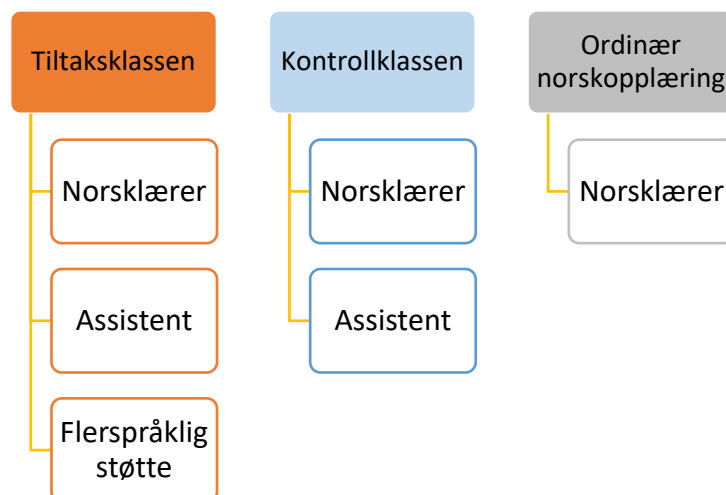 Tiltaksklassen
Norsklærer
Assistent
Flerspråklig
støtte
Kontrollklassen
Norsklærer
Assistent
Ordinær
norskopplæring
Norsklærer